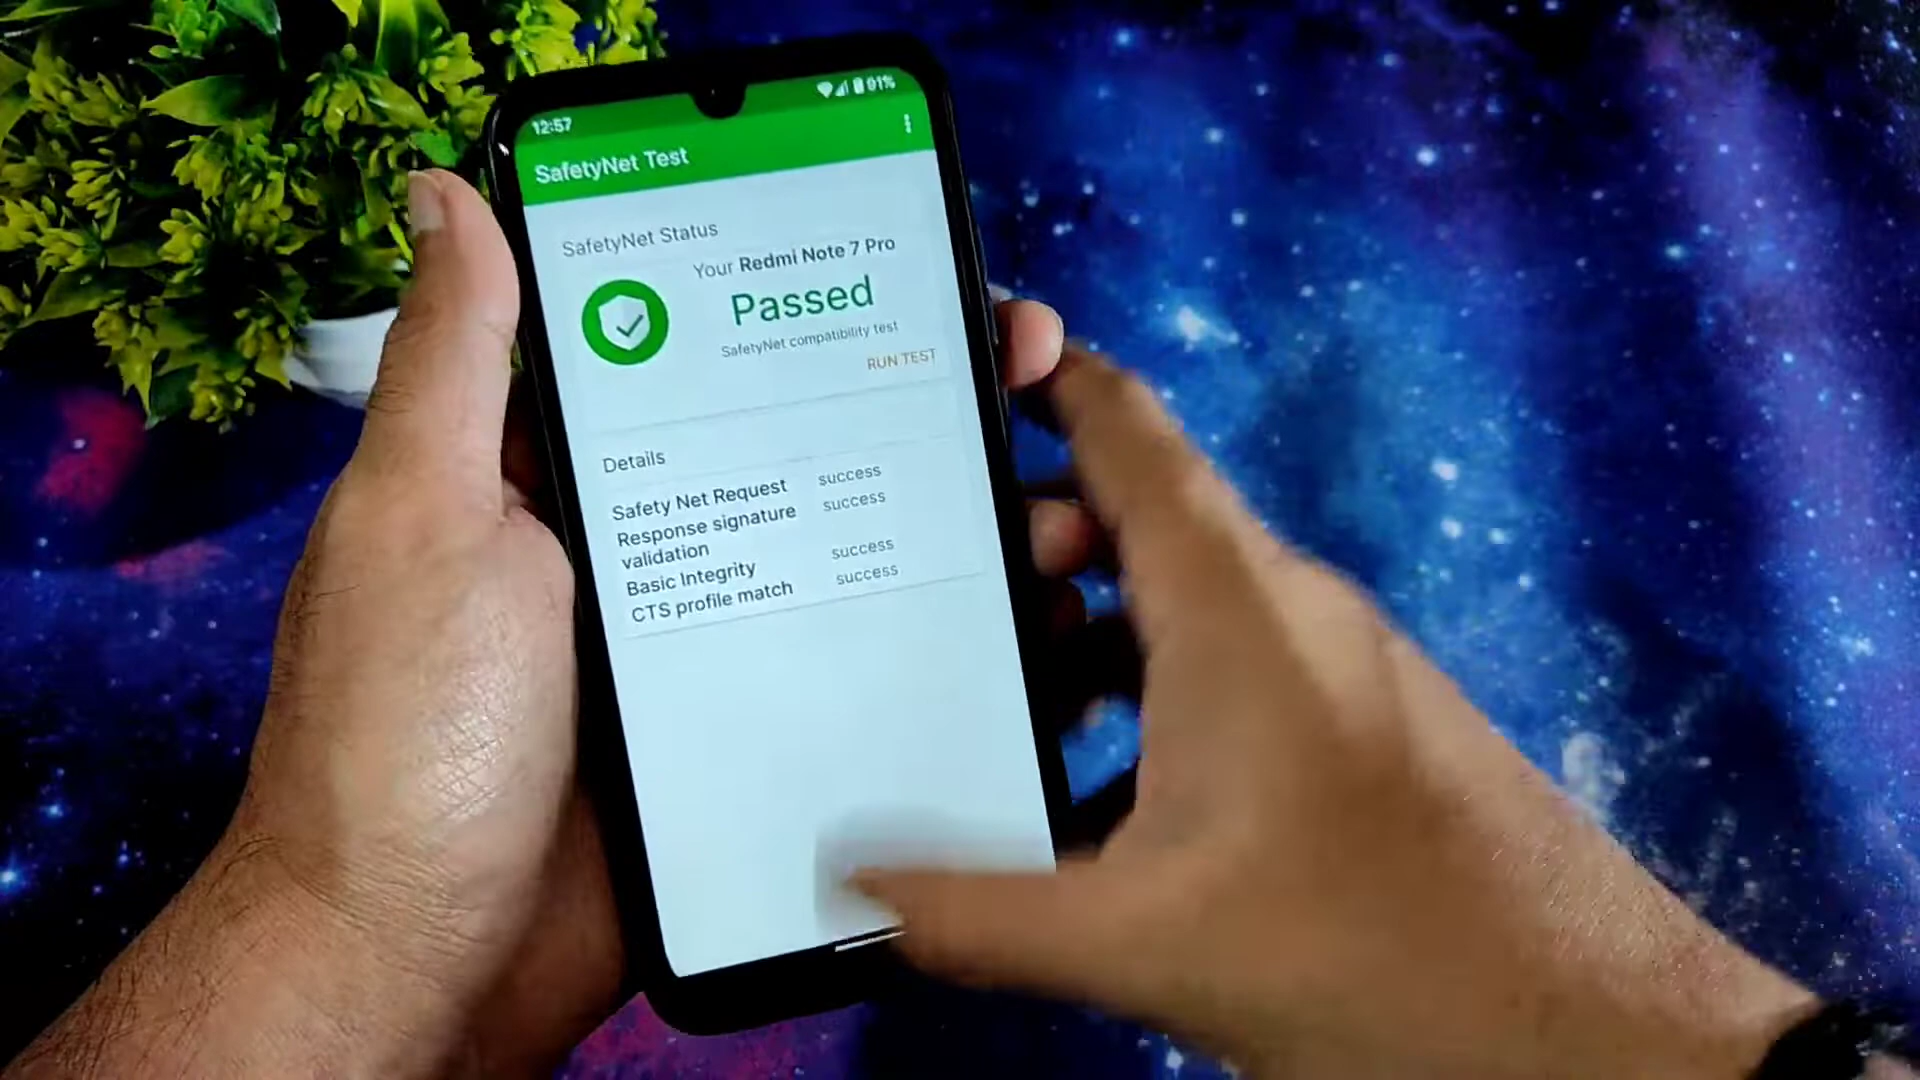 12:57
91%
SafetyNet Test
SafetyNet Status
Your Redmi Note 7 Pro
Passed
SafetyNet compatibility test
RUN TEST
Details
Safety Net Request success
Response signature success
validation
Basic Integrity success
CTS profile match success